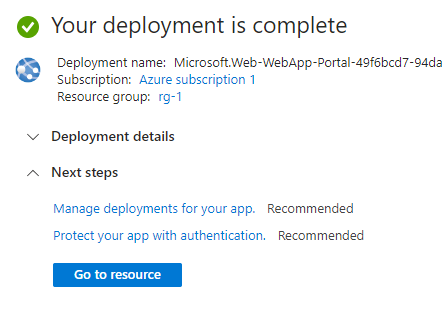 Your deployment is complete
Deployment name: Microsoft.Web-WebApp-Portal-49f6bcd7-94da
Subscription: Azure subscription 1
Resource group: rg-1
Deployment details
Next steps
Manage deployments for your app. Recommended
Protect your app with authentication. Recommended
Go to resource